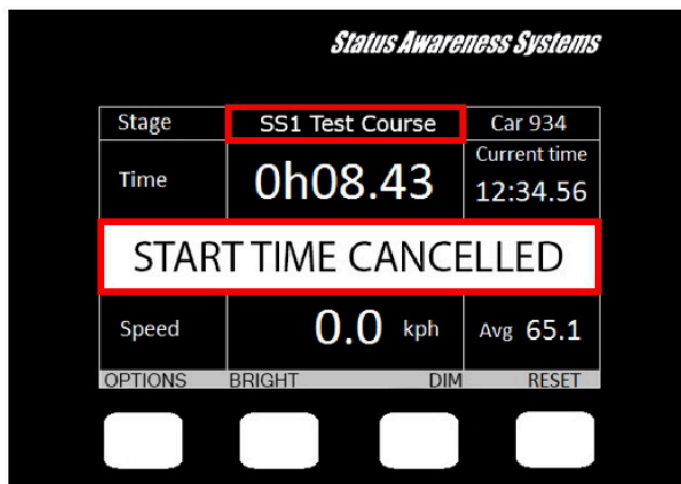 Status Awareness Systems
Stage SS1 Test Course Car 934
Current time
Time 0h08.43 12:34.56
START TIME CANCELLED
Speed 0.0 kph Avg 65.1
OPTIONS BRIGHT DIM RESET